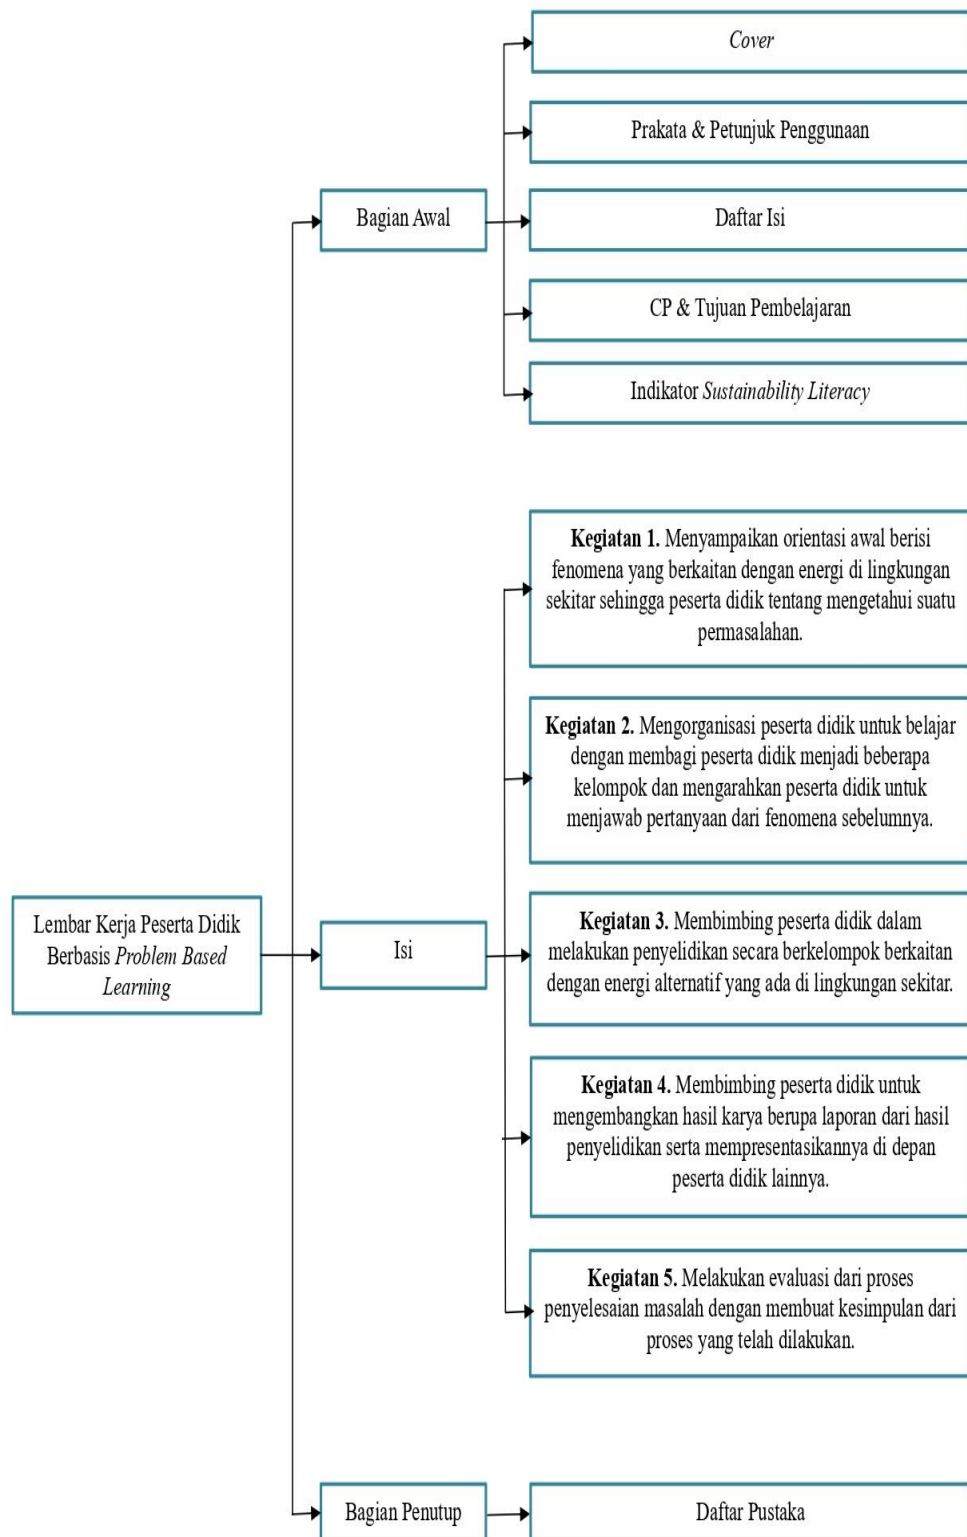 Cover
Prakata & Petunjuk Penggunaan
Bagian Awal
Daftar Isi
CP & Tujuan Pembelajaran
Indikator Sustainability Literacy
Kegiatan 1. Menyampaikan orientasi awal berisi
fenomena yang berkaitan dengan energi di lingkungan
sekitar sehingga peserta didik tentang mengetahui suatu
permasalahan.
Kegiatan 2. Mengorganisasi peserta didik untuk belajar
dengan membagi peserta didik menjadi beberapa
kelompok dan mengarahkan peserta didik untuk
menjawab pertanyaan dari fenomena sebelumnya.
Lembar Kerja Peserta Didik
Berbasis Problem Based
Learning
Isi
Kegiatan 3. Membimbing peserta didik dalam
melakukan penyelidikan secara berkelompok berkaitan
dengan energi alternatif yang ada di lingkungan sekitar.
Kegiatan 4. Membimbing peserta didik untuk
mengembangkan hasil karya berupa laporan dari hasil
penyelidikan serta mempresentasikannya di depan
peserta didik lainnya.
Kegiatan 5. Melakukan evaluasi dari proses
penyelesaian masalah dengan membuat kesimpulan dari
proses yang telah dilakukan.
Bagian Penutup
Daftar Pustaka